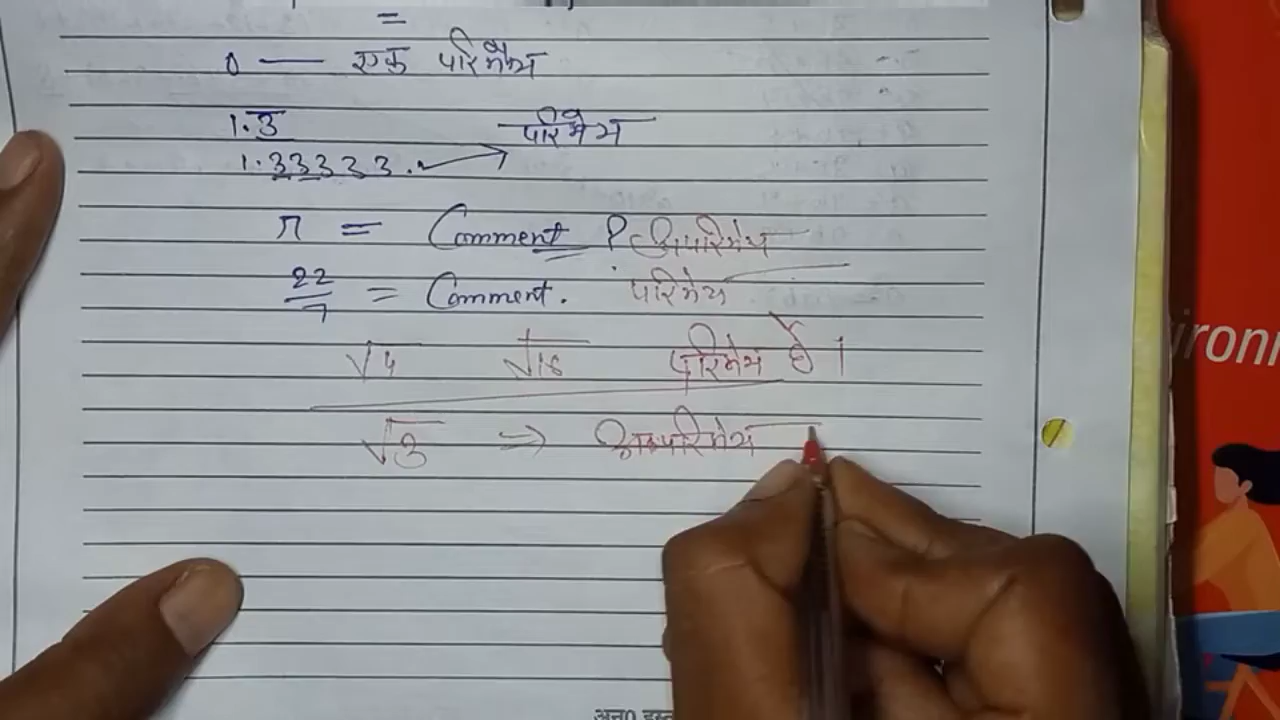 =
0 — एक परिमेय
1.3̅ परिमेय
1.33333. →
π = Comment ? अपरिमेय
22/7 = Comment. परिमेय
√4 √16 परिमेय है ।
√3 ⇒ अपरिमेय